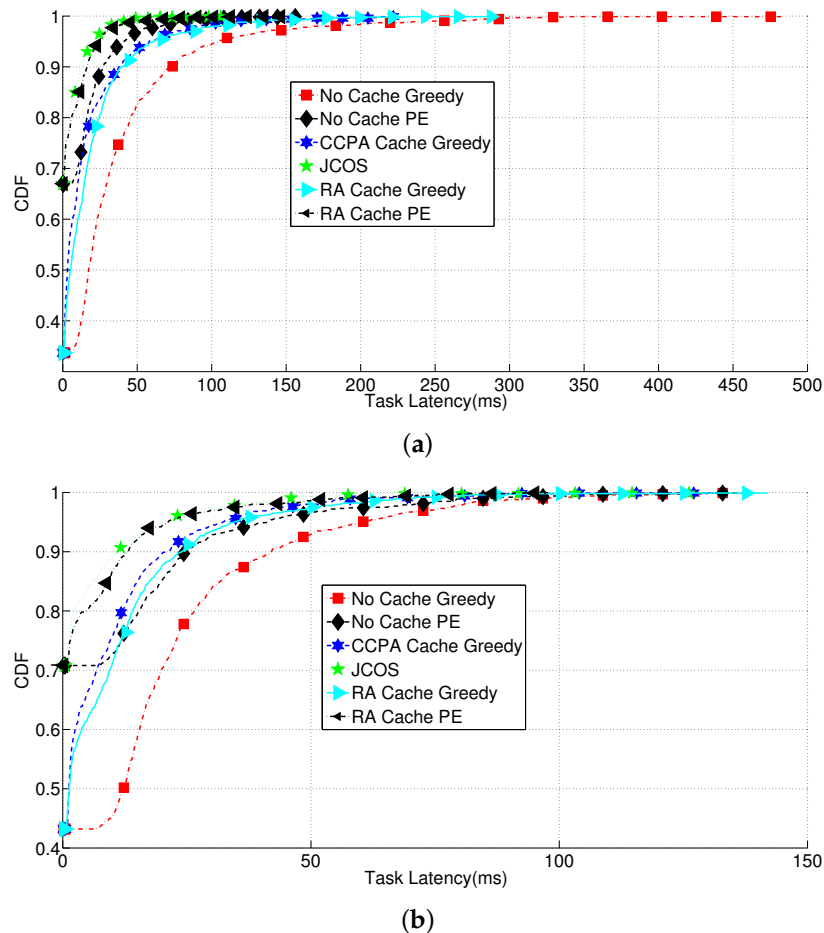 1
0.9
0.8
0.7
0.6
0.5
0.4
CDF
No Cache Greedy
No Cache PE
CCPA Cache Greedy
JCOS
RA Cache Greedy
RA Cache PE
0 50 100 150 200 250 300 350 400 450 500
Task Latency(ms)
(a)
1
0.9
0.8
0.7
0.6
0.5
0.4
CDF
No Cache Greedy
No Cache PE
CCPA Cache Greedy
JCOS
RA Cache Greedy
RA Cache PE
0 50 100 150
Task Latency(ms)
(b)